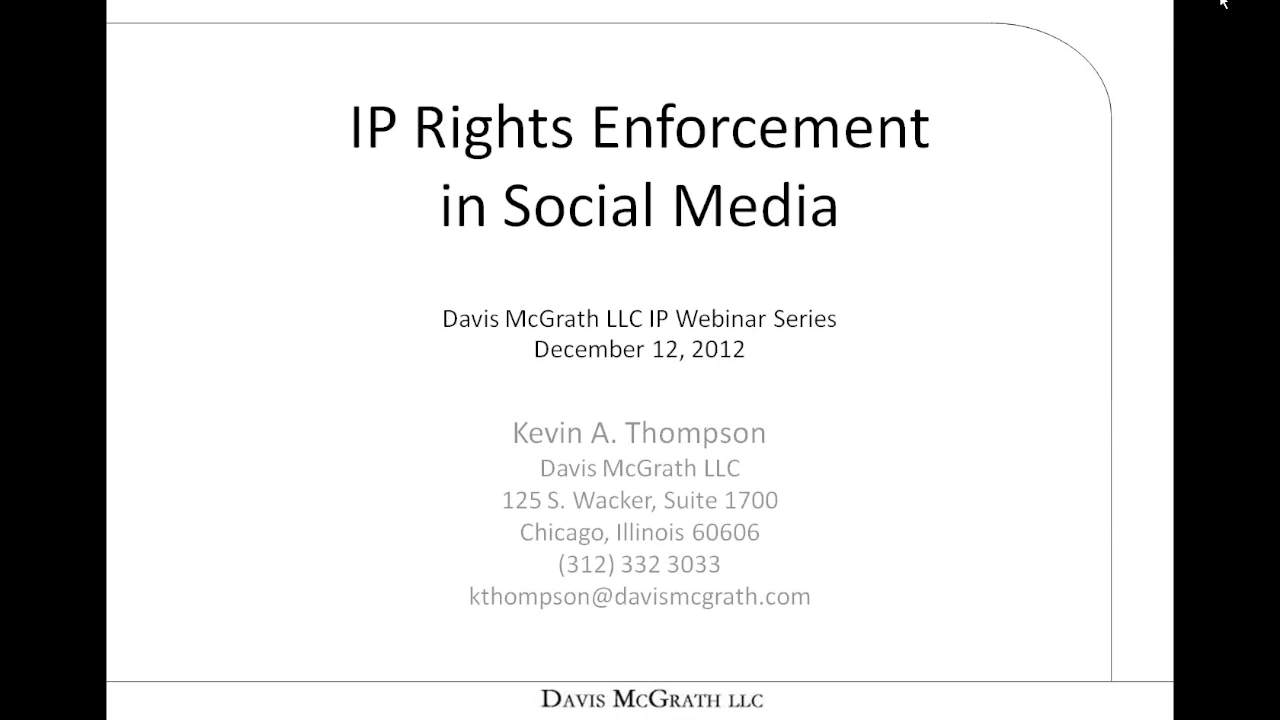 IP Rights Enforcement
in Social Media
Davis McGrath LLC IP Webinar Series
December 12, 2012
Kevin A. Thompson
Davis McGrath LLC
125 S. Wacker, Suite 1700
Chicago, Illinois 60606
(312) 332 3033
kthompson@davismcgrath.com
DAVIS MCGRATH LLC